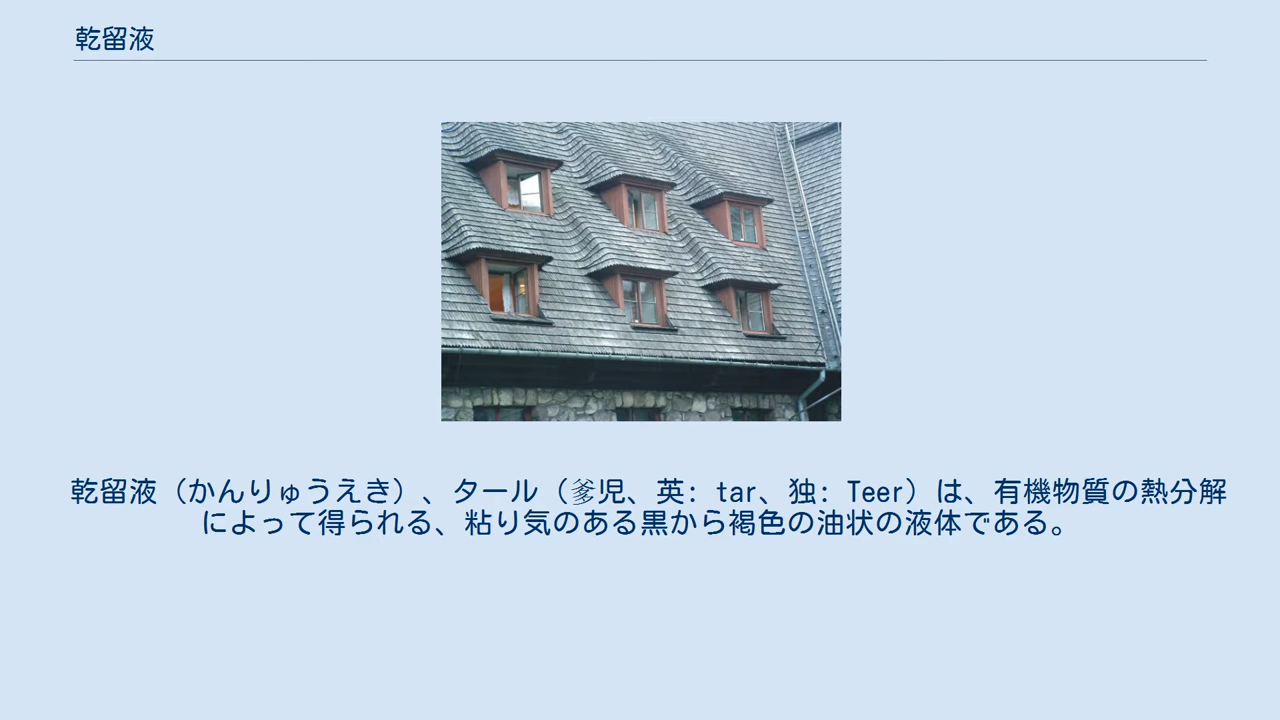 乾留液
乾留液（かんりゅうえき）、タール（爹児、英: tar、独: Teer）は、有機物質の熱分解
によって得られる、粘り気のある黒から褐色の油状の液体である。